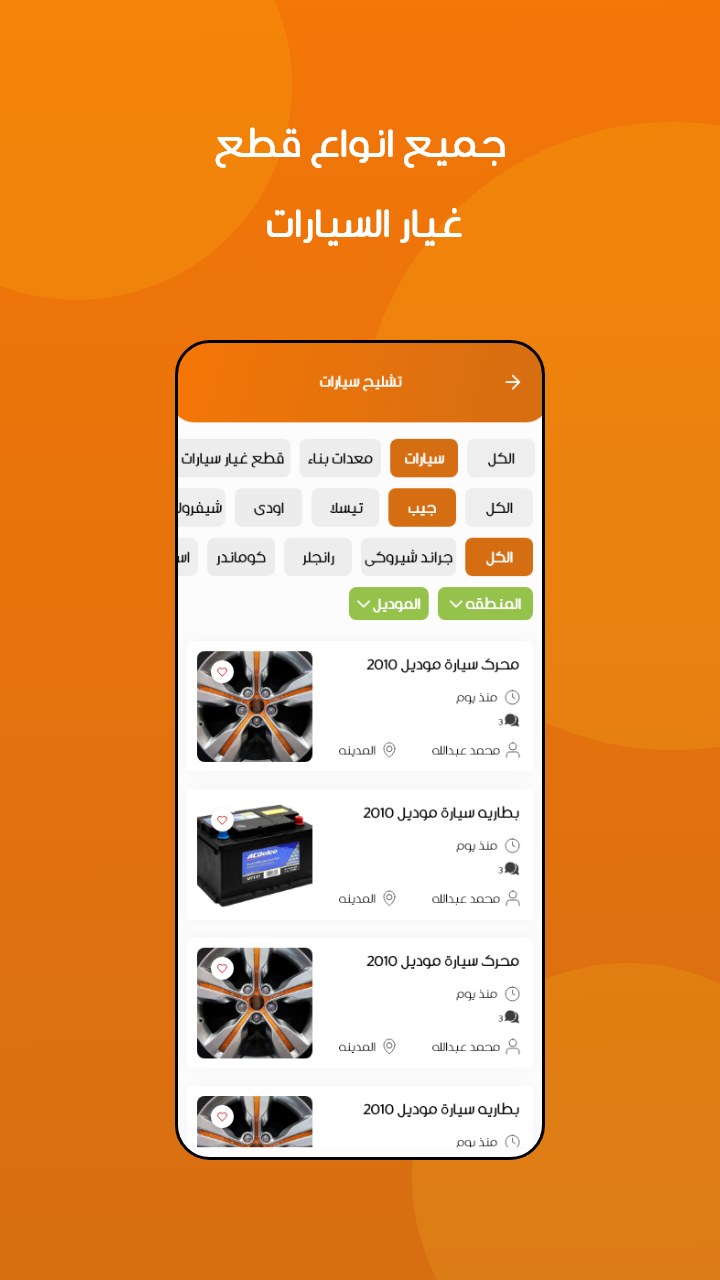 جميع انواع قطع
غيار السيارات
تشليح سيارات
الكل سيارات معدات بناء قطع غيار سيارات
الكل جيب تيسلا اودى شيفرول
الكل جراند شيروكى رانجلر كوماندر اس
المنطقه الموديل
محرك سيارة موديل 2010
منذ يوم
3
محمد عبدالله المدينه
بطاريه سيارة موديل 2010
منذ يوم
3
محمد عبدالله المدينه
ACDelco
محرك سيارة موديل 2010
منذ يوم
3
محمد عبدالله المدينه
بطاريه سيارة موديل 2010
منذ يوم